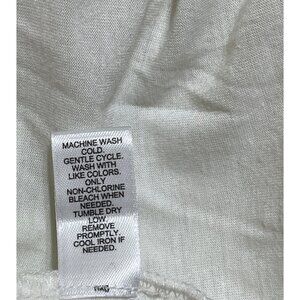 MACHINE WASH
COLD.
GENTLE CYCLE.
WASH WITH
LIKE COLORS.
ONLY
NON-CHLORINE
BLEACH WHEN
NEEDED.
TUMBLE DRY
LOW.
REMOVE
PROMPTLY.
COOL IRON IF
NEEDED.